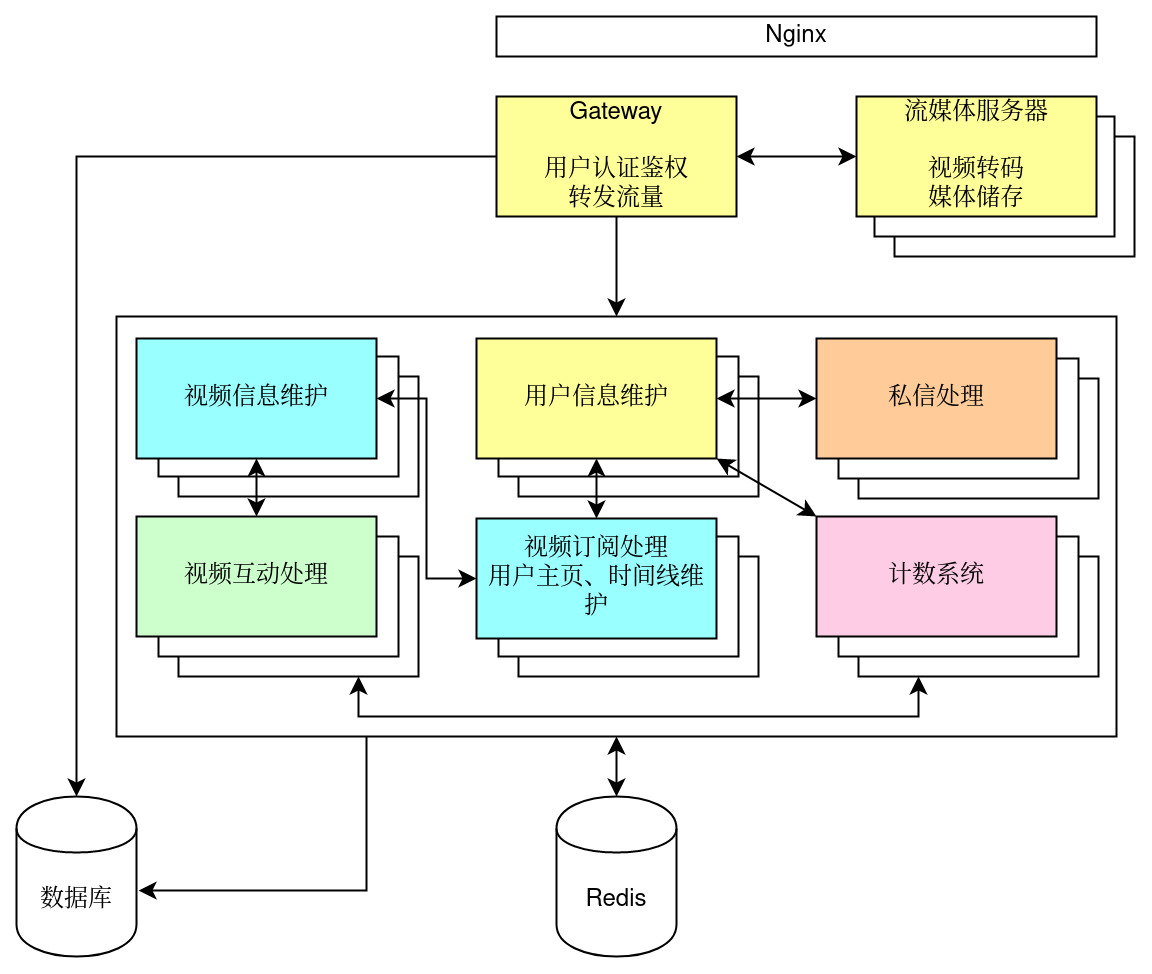 Nginx
Gateway
用户认证鉴权
转发流量
流媒体服务器
视频转码
媒体储存
视频信息维护
用户信息维护
私信处理
视频互动处理
视频订阅处理
用户主页、时间线维
护
计数系统
数据库
Redis